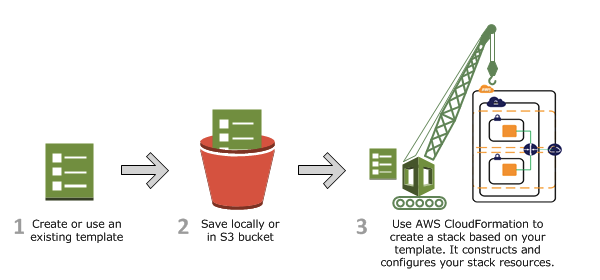 1 Create or use an
existing template
2 Save locally or
in S3 bucket
3 Use AWS CloudFormation to
create a stack based on your
template. It constructs and
configures your stack resources.